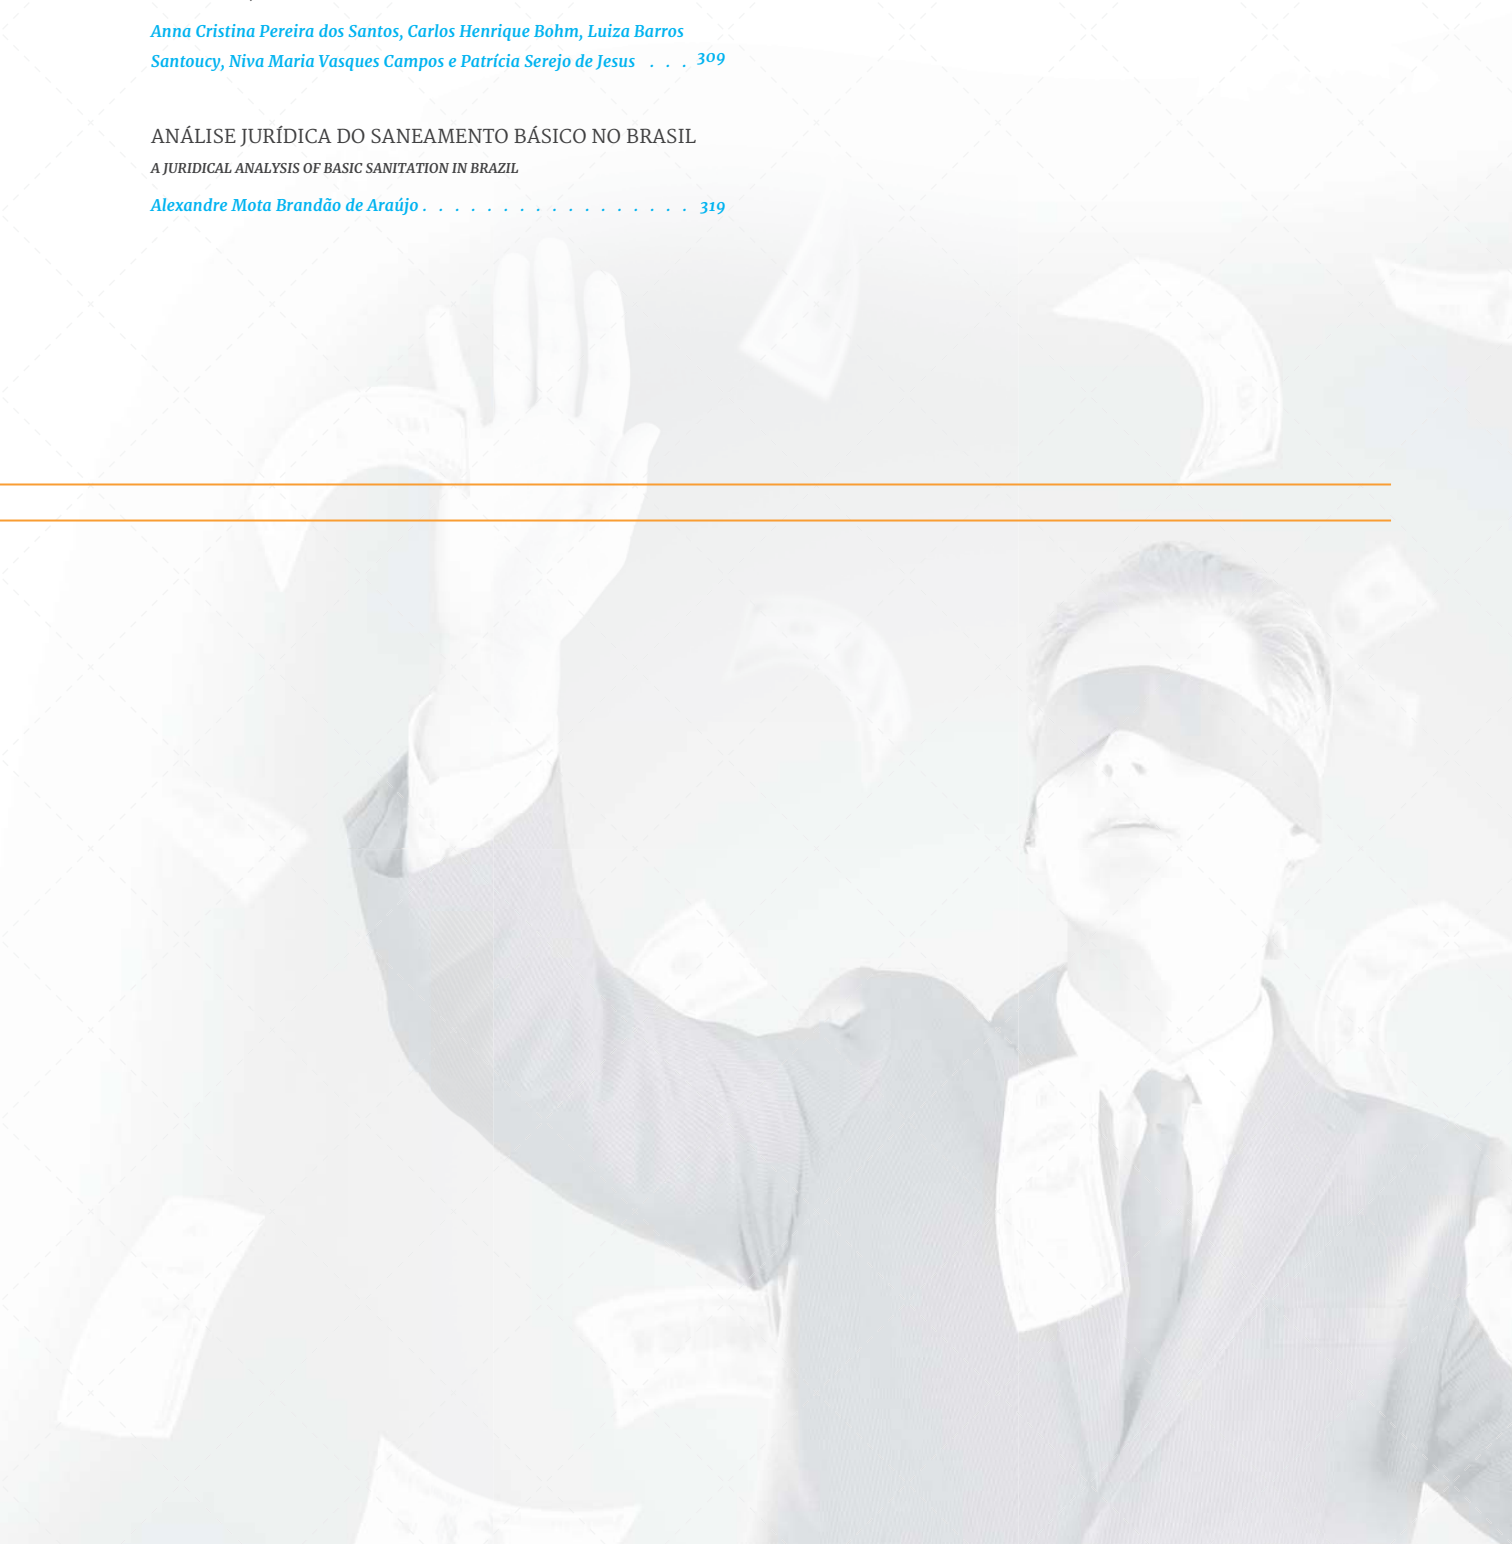 Anna Cristina Pereira dos Santos, Carlos Henrique Bohm, Luiza Barros
Santoucy, Niva Maria Vasques Campos e Patrícia Serejo de Jesus . . . 309
ANÁLISE JURÍDICA DO SANEAMENTO BÁSICO NO BRASIL
A JURIDICAL ANALYSIS OF BASIC SANITATION IN BRAZIL
Alexandre Mota Brandão de Araújo . . . . . . . . . . . . . . . . . 319